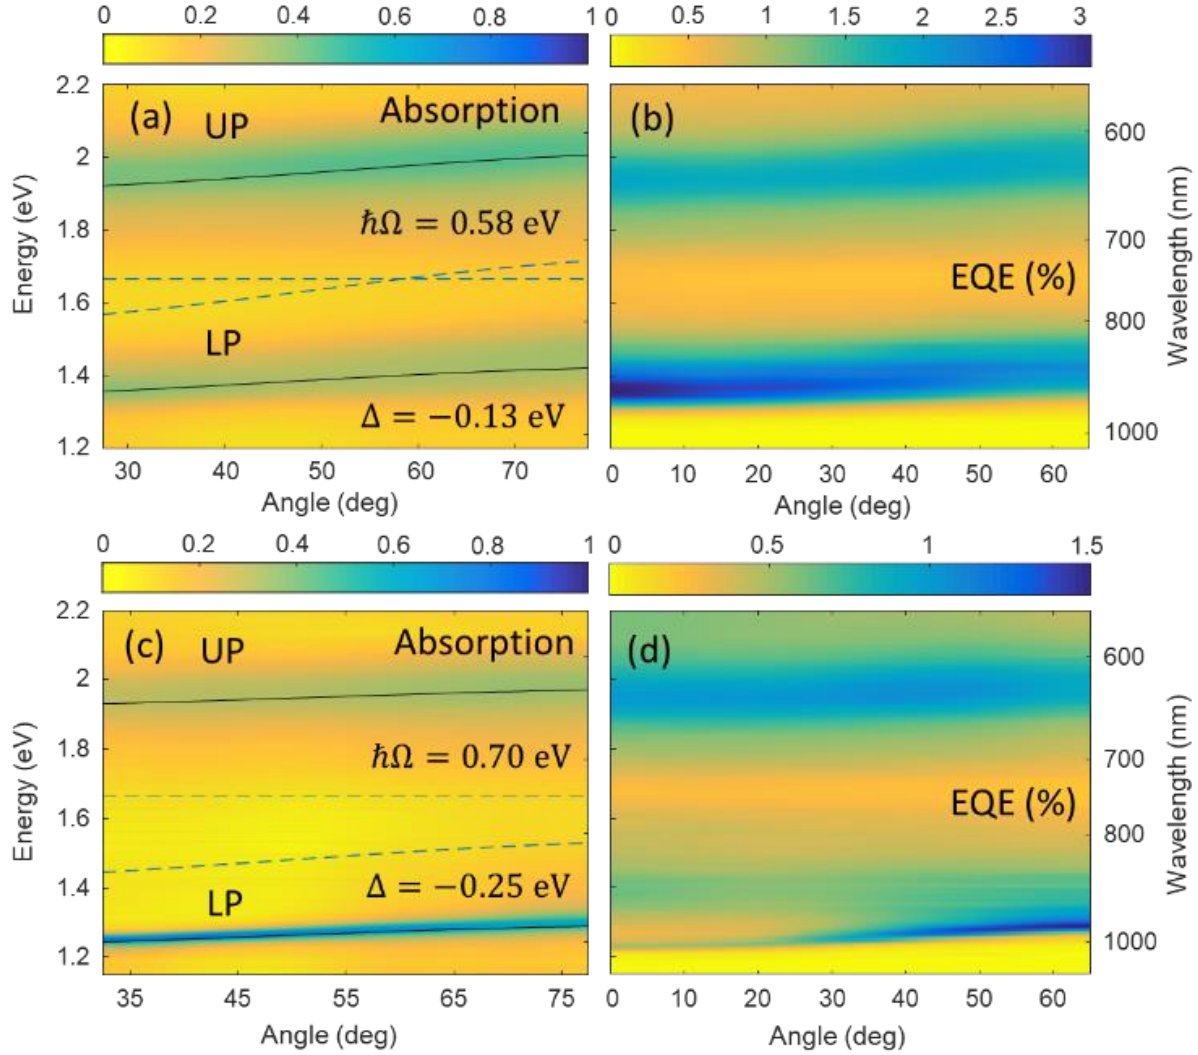 0 0.2 0.4 0.6 0.8 1
0 0.5 1 1.5 2 2.5 3
(a) UP Absorption
ℏΩ = 0.58 eV
LP
Δ = −0.13 eV
2.2
2
1.8
1.6
1.4
1.2
Energy (eV)
30 40 50 60 70
Angle (deg)
(b)
EQE (%)
600
700
800
1000
Wavelength (nm)
0 10 20 30 40 50 60
Angle (deg)
0 0.2 0.4 0.6 0.8 1
0 0.5 1 1.5
(c) UP Absorption
ℏΩ = 0.70 eV
Δ = −0.25 eV
LP
2.2
2
1.8
1.6
1.4
1.2
Energy (eV)
35 45 55 65 75
Angle (deg)
(d)
EQE (%)
600
700
800
1000
Wavelength (nm)
0 10 20 30 40 50 60
Angle (deg)